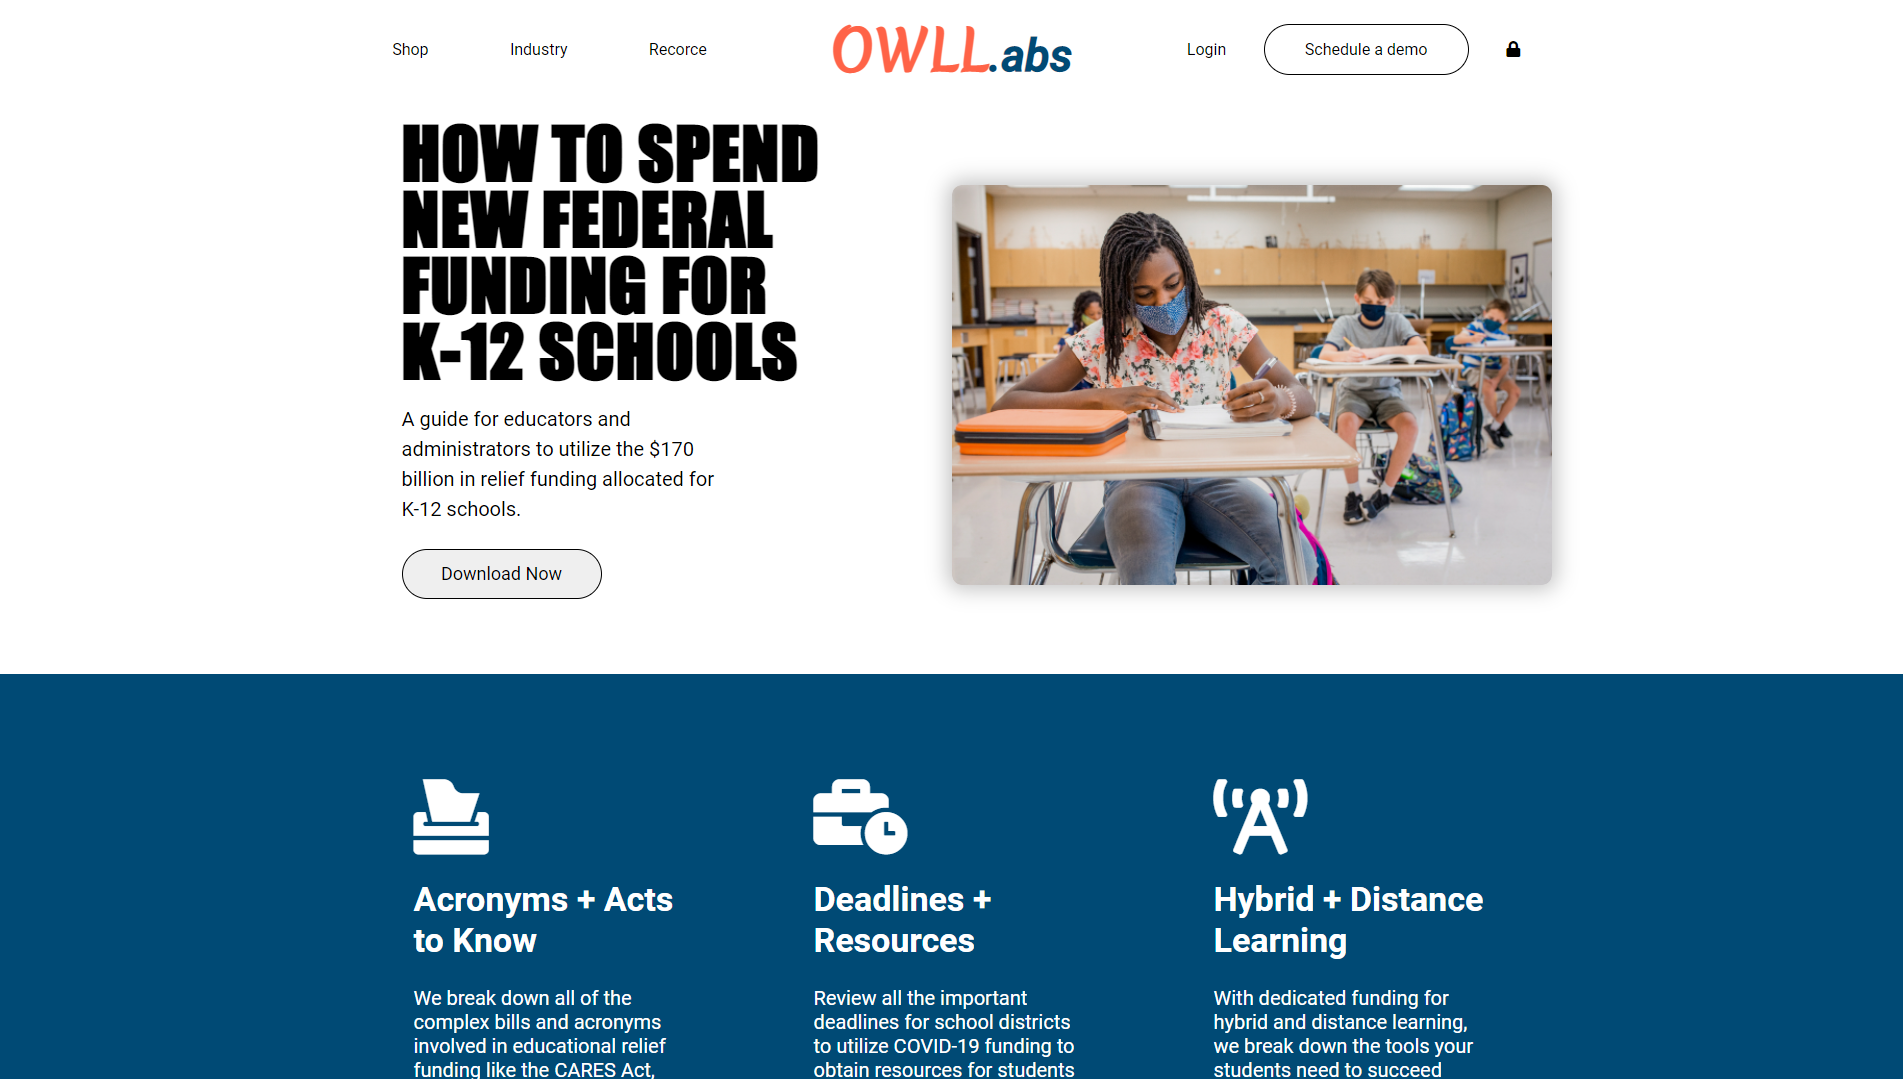 Shop
Industry
Recorce
OWLL.abs
Login
Schedule a demo
HOW TO SPEND
NEW FEDERAL
FUNDING FOR
K-12 SCHOOLS
A guide for educators and
administrators to utilize the $170
billion in relief funding allocated for
K-12 schools.
Download Now
Acronyms + Acts
to Know
We break down all of the
complex bills and acronyms
involved in educational relief
funding like the CARES Act,
Deadlines +
Resources
Review all the important
deadlines for school districts
to utilize COVID-19 funding to
obtain resources for students
Hybrid + Distance
Learning
With dedicated funding for
hybrid and distance learning,
we break down the tools your
students need to succeed